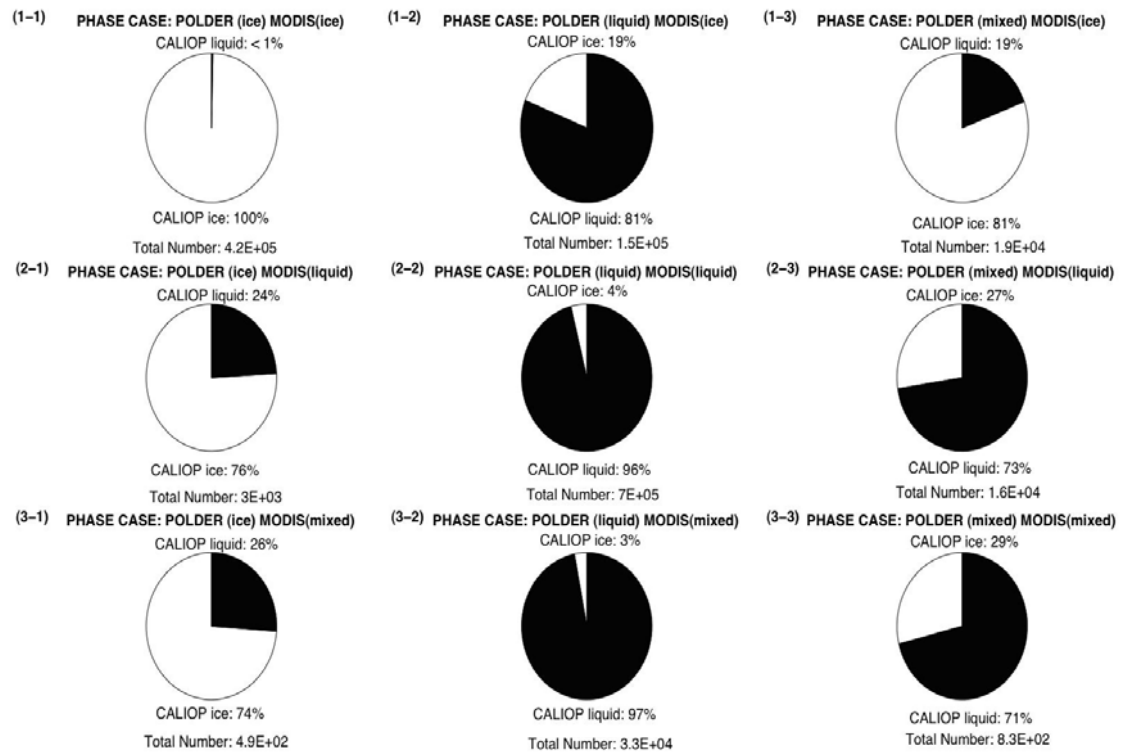 (1–1) PHASE CASE: POLDER (ice) MODIS(ice)
CALIOP liquid: < 1%
CALIOP ice: 100%
Total Number: 4.2E+05
(1–2) PHASE CASE: POLDER (liquid) MODIS(ice)
CALIOP ice: 19%
CALIOP liquid: 81%
Total Number: 1.5E+05
(1–3) PHASE CASE: POLDER (mixed) MODIS(ice)
CALIOP liquid: 19%
CALIOP ice: 81%
Total Number: 1.9E+04
(2–1) PHASE CASE: POLDER (ice) MODIS(liquid)
CALIOP liquid: 24%
CALIOP ice: 76%
Total Number: 3E+03
(2–2) PHASE CASE: POLDER (liquid) MODIS(liquid)
CALIOP ice: 4%
CALIOP liquid: 96%
Total Number: 7E+05
(2–3) PHASE CASE: POLDER (mixed) MODIS(liquid)
CALIOP ice: 27%
CALIOP liquid: 73%
Total Number: 1.6E+04
(3–1) PHASE CASE: POLDER (ice) MODIS(mixed)
CALIOP liquid: 26%
CALIOP ice: 74%
Total Number: 4.9E+02
(3–2) PHASE CASE: POLDER (liquid) MODIS(mixed)
CALIOP ice: 3%
CALIOP liquid: 97%
Total Number: 3.3E+04
(3–3) PHASE CASE: POLDER (mixed) MODIS(mixed)
CALIOP ice: 29%
CALIOP liquid: 71%
Total Number: 8.3E+02